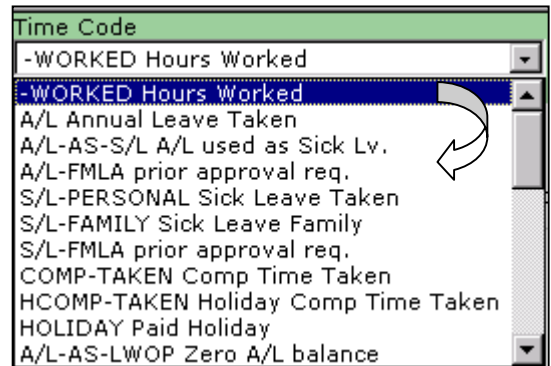 Time Code
-WORKED Hours Worked
-WORKED Hours Worked
A/L Annual Leave Taken
A/L-AS-S/L A/L used as Sick Lv.
A/L-FMLA prior approval req.
S/L-PERSONAL Sick Leave Taken
S/L-FAMILY Sick Leave Family
S/L-FMLA prior approval req.
COMP-TAKEN Comp Time Taken
HCOMP-TAKEN Holiday Comp Time Taken
HOLIDAY Paid Holiday
A/L-AS-LWOP Zero A/L balance